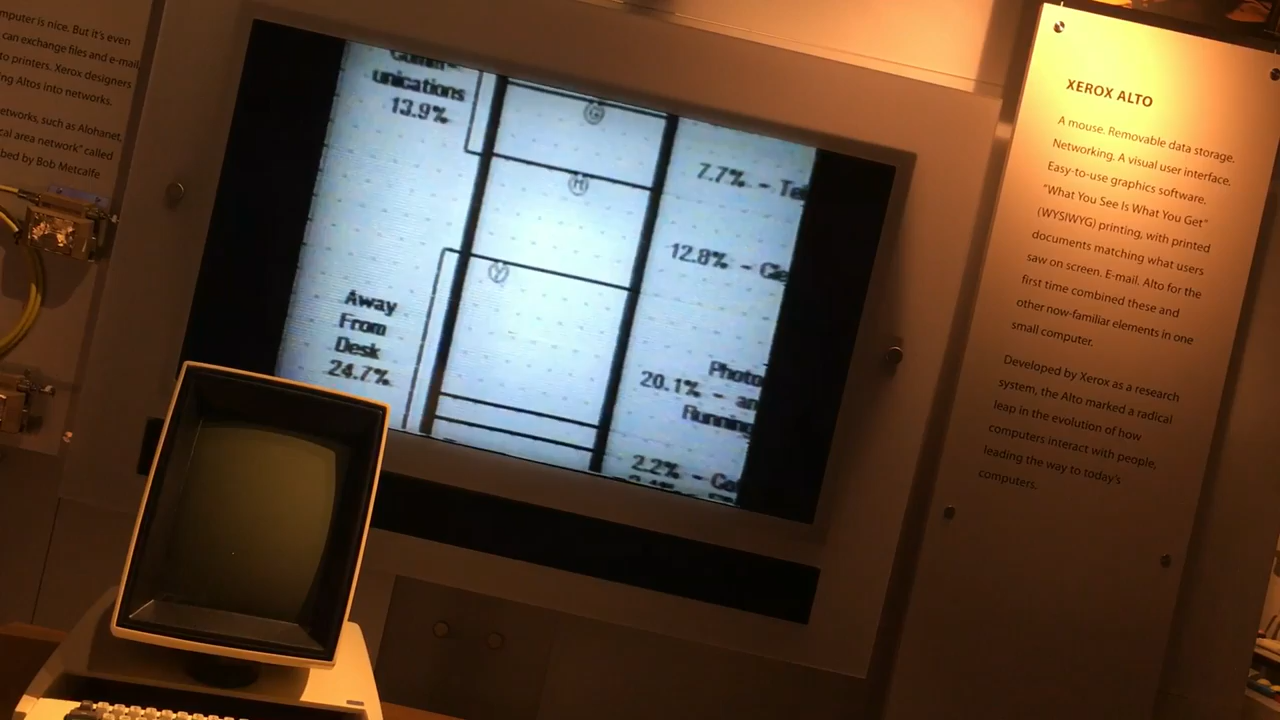 mputer is nice. But it's even
can exchange files and e-mail,
to printers. Xerox designers
ng Altos into networks.
etworks, such as Alohanet,
cal area network" called
bed by Bob Metcalfe
Comm-
unications
13.9%
G
H
Y
Away
From
Desk
24.7%
7.7% - Te
12.8% - Cle
Photo
20.1% - an
Running
2.2% - Co
XEROX ALTO
A mouse. Removable data storage.
Networking. A visual user interface.
Easy-to-use graphics software.
"What You See Is What You Get"
(WYSIWYG) printing, with printed
documents matching what users
saw on screen. E-mail. Alto for the
first time combined these and
other now-familiar elements in one
small computer.
Developed by Xerox as a research
system, the Alto marked a radical
leap in the evolution of how
computers interact with people,
leading the way to today's
computers.